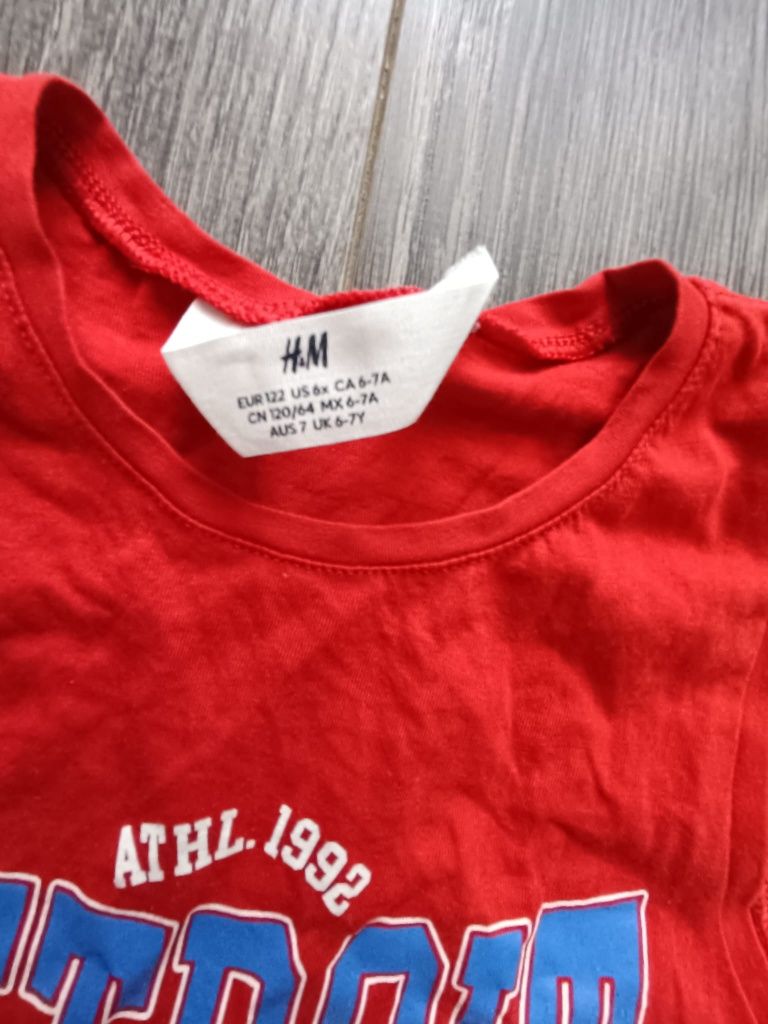 H&M
EUR 122 US 6x CA 6-7A
CN 120/64 MX 6-7A
AUS 7 UK 6-7Y
ATHL. 1992
ETROIT